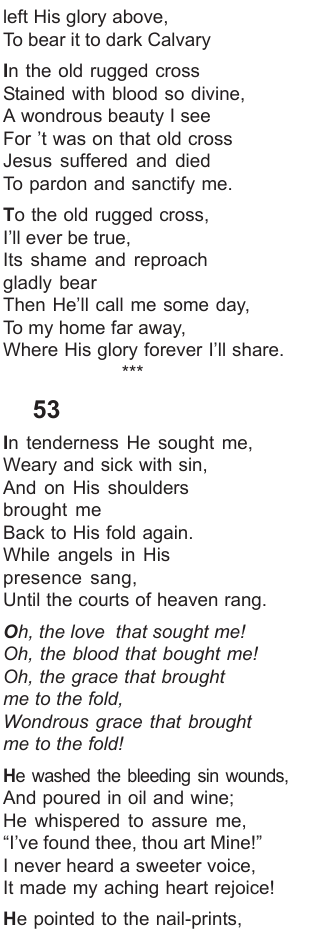 left His glory above,
To bear it to dark Calvary
In the old rugged cross
Stained with blood so divine,
A wondrous beauty I see
For ’t was on that old cross
Jesus suffered and died
To pardon and sanctify me.
To the old rugged cross,
I’ll ever be true,
Its shame and reproach
gladly bear
Then He’ll call me some day,
To my home far away,
Where His glory forever I’ll share.
***
53
In tenderness He sought me,
Weary and sick with sin,
And on His shoulders
brought me
Back to His fold again.
While angels in His
presence sang,
Until the courts of heaven rang.
Oh, the love that sought me!
Oh, the blood that bought me!
Oh, the grace that brought
me to the fold,
Wondrous grace that brought
me to the fold!
He washed the bleeding sin wounds,
And poured in oil and wine;
He whispered to assure me,
“I’ve found thee, thou art Mine!”
I never heard a sweeter voice,
It made my aching heart rejoice!
He pointed to the nail-prints,